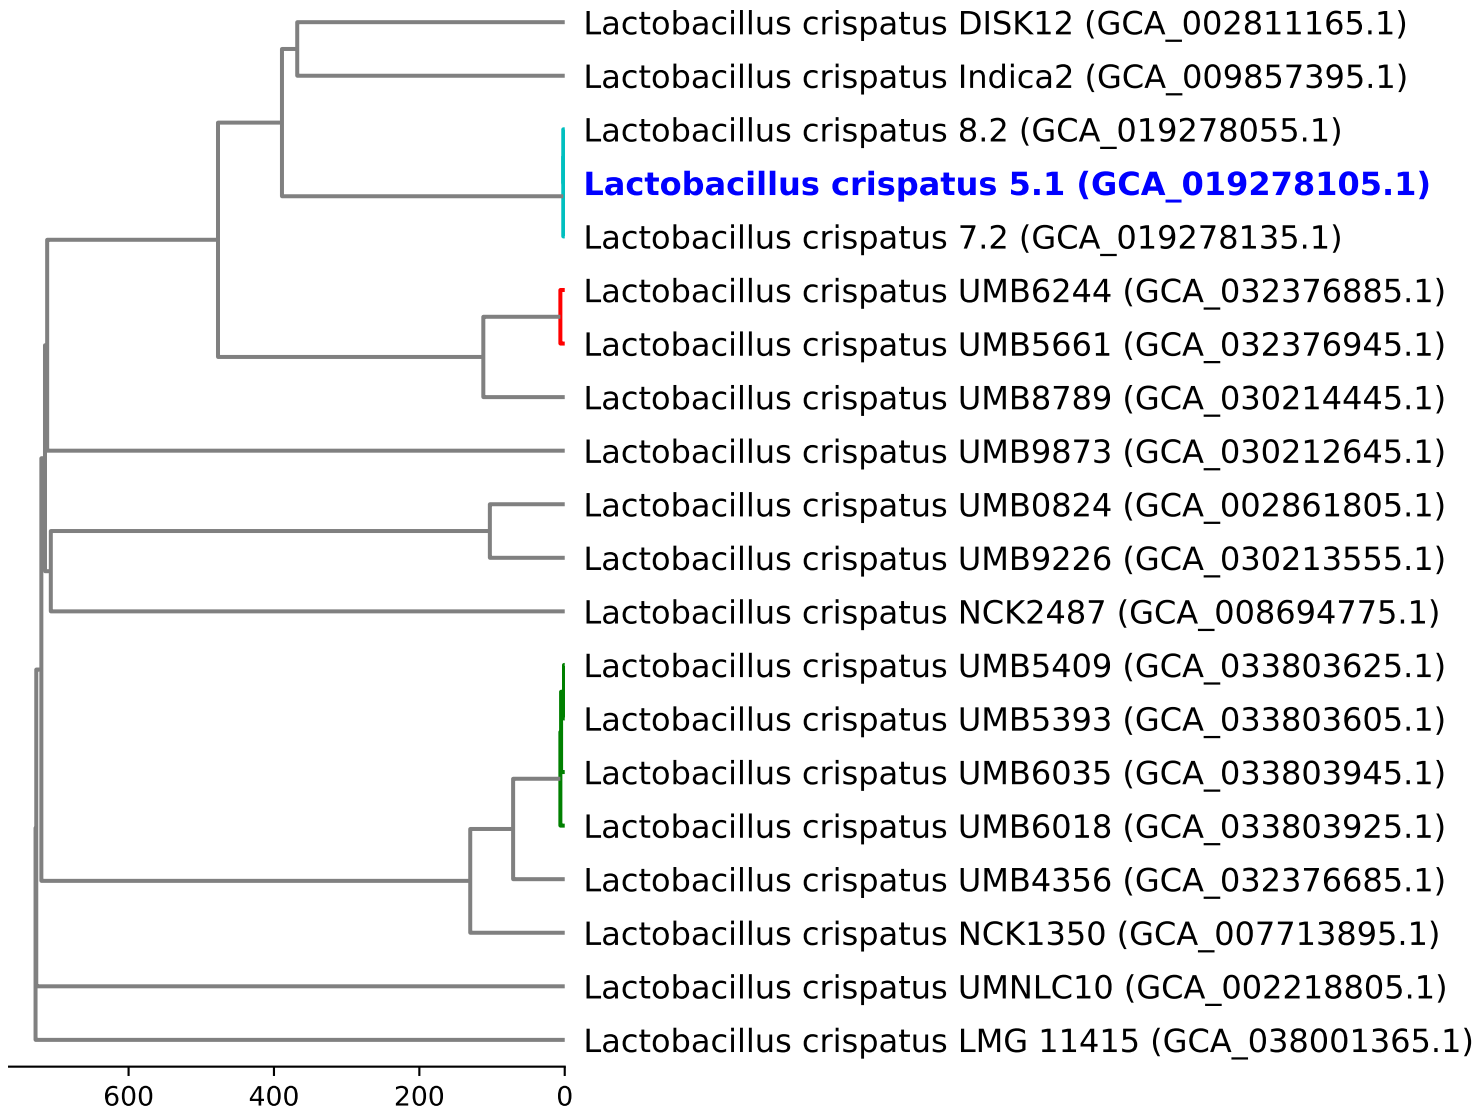 Lactobacillus crispatus DISK12 (GCA_002811165.1)
Lactobacillus crispatus Indica2 (GCA_009857395.1)
Lactobacillus crispatus 8.2 (GCA_019278055.1)
Lactobacillus crispatus 5.1 (GCA_019278105.1)
Lactobacillus crispatus 7.2 (GCA_019278135.1)
Lactobacillus crispatus UMB6244 (GCA_032376885.1)
Lactobacillus crispatus UMB5661 (GCA_032376945.1)
Lactobacillus crispatus UMB8789 (GCA_030214445.1)
Lactobacillus crispatus UMB9873 (GCA_030212645.1)
Lactobacillus crispatus UMB0824 (GCA_002861805.1)
Lactobacillus crispatus UMB9226 (GCA_030213555.1)
Lactobacillus crispatus NCK2487 (GCA_008694775.1)
Lactobacillus crispatus UMB5409 (GCA_033803625.1)
Lactobacillus crispatus UMB5393 (GCA_033803605.1)
Lactobacillus crispatus UMB6035 (GCA_033803945.1)
Lactobacillus crispatus UMB6018 (GCA_033803925.1)
Lactobacillus crispatus UMB4356 (GCA_032376685.1)
Lactobacillus crispatus NCK1350 (GCA_007713895.1)
Lactobacillus crispatus UMNLC10 (GCA_002218805.1)
Lactobacillus crispatus LMG 11415 (GCA_038001365.1)
600 400 200 0